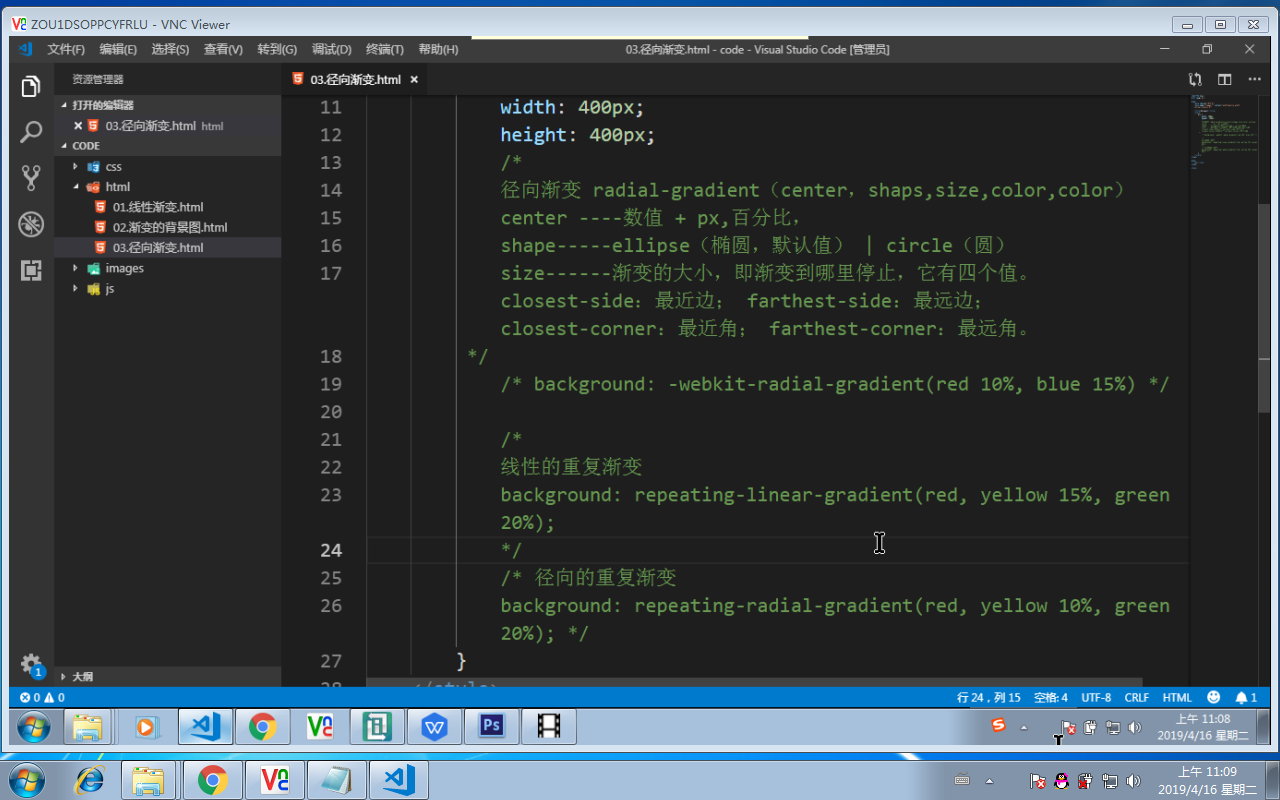 ZOU1DSOPPCYFRLU - VNC Viewer
文件(F) 编辑(E) 选择(S) 查看(V) 转到(G) 调试(D) 终端(T) 帮助(H) 03.径向渐变.html - code - Visual Studio Code [管理员]
资源管理器
03.径向渐变.html
打开的编辑器
03.径向渐变.html html
CODE
css
html
01.线性渐变.html
02.渐变的背景图.html
03.径向渐变.html
images
js
大纲
11 width: 400px;
12 height: 400px;
13 /*
14 径向渐变 radial-gradient（center，shaps,size,color,color）
15 center ----数值 + px,百分比，
16 shape-----ellipse（椭圆，默认值） | circle（圆）
17 size------渐变的大小，即渐变到哪里停止，它有四个值。
closest-side：最近边； farthest-side：最远边；
closest-corner：最近角； farthest-corner：最远角。
18 */
19 /* background: -webkit-radial-gradient(red 10%, blue 15%) */
20
21 /*
22 线性的重复渐变
23 background: repeating-linear-gradient(red, yellow 15%, green
20%);
24 */
25 /* 径向的重复渐变
26 background: repeating-radial-gradient(red, yellow 10%, green
20%); */
27 }
28 </style>
1
0 0 行 24，列 15 空格: 4 UTF-8 CRLF HTML 1
上午 11:08
2019/4/16 星期二
上午 11:09
2019/4/16 星期二